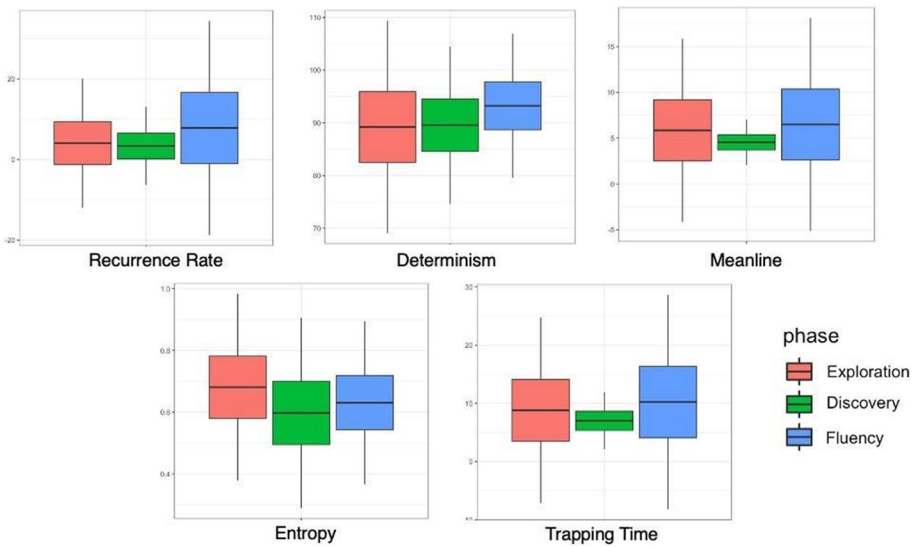 20
0
-20
Recurrence Rate
110
100
90
80
70
Determinism
15
10
5
0
-5
Meanline
1.0
0.8
0.6
0.4
Entropy
30
20
10
0
-10
Trapping Time
phase
Exploration
Discovery
Fluency